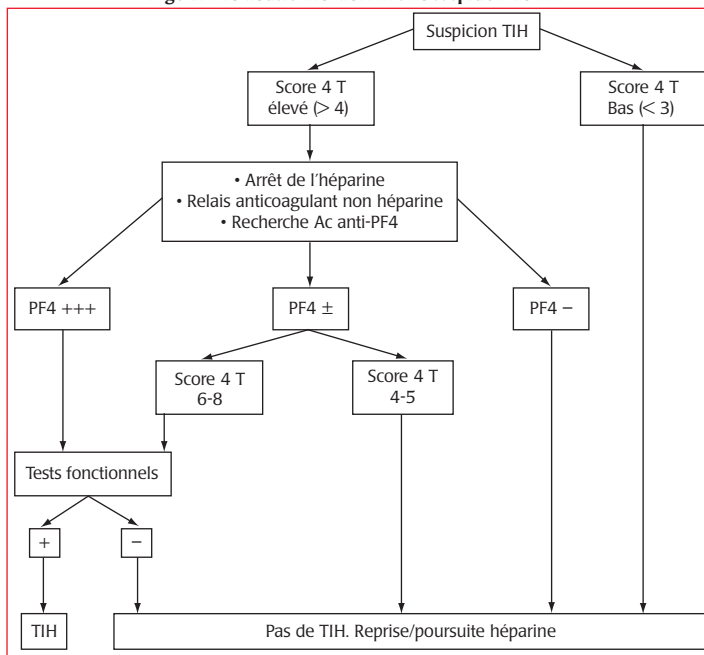 Suspicion TIH
Score 4 T
élevé (> 4)
Score 4 T
Bas (< 3)
• Arrêt de l’héparine
• Relais anticoagulant non héparine
• Recherche Ac anti-PF4
PF4 +++
PF4 ±
PF4 −
Score 4 T
6-8
Score 4 T
4-5
Tests fonctionnels
+
−
TIH
Pas de TIH. Reprise/poursuite héparine